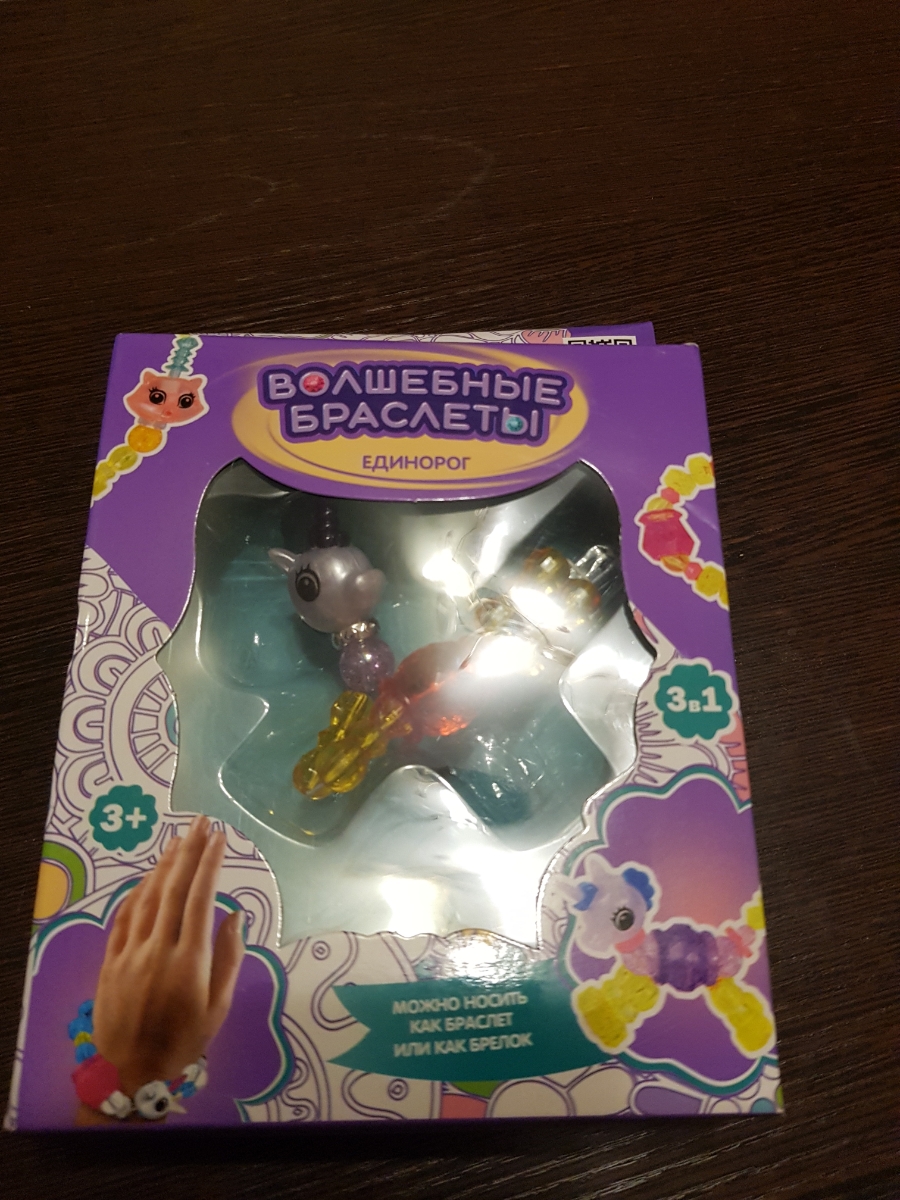 ВОЛШЕБНЫЕ
БРАСЛЕТЫ
ЕДИНОРОГ
3в1
3+
МОЖНО НОСИТЬ
КАК БРАСЛЕТ
ИЛИ КАК БРЕЛОК